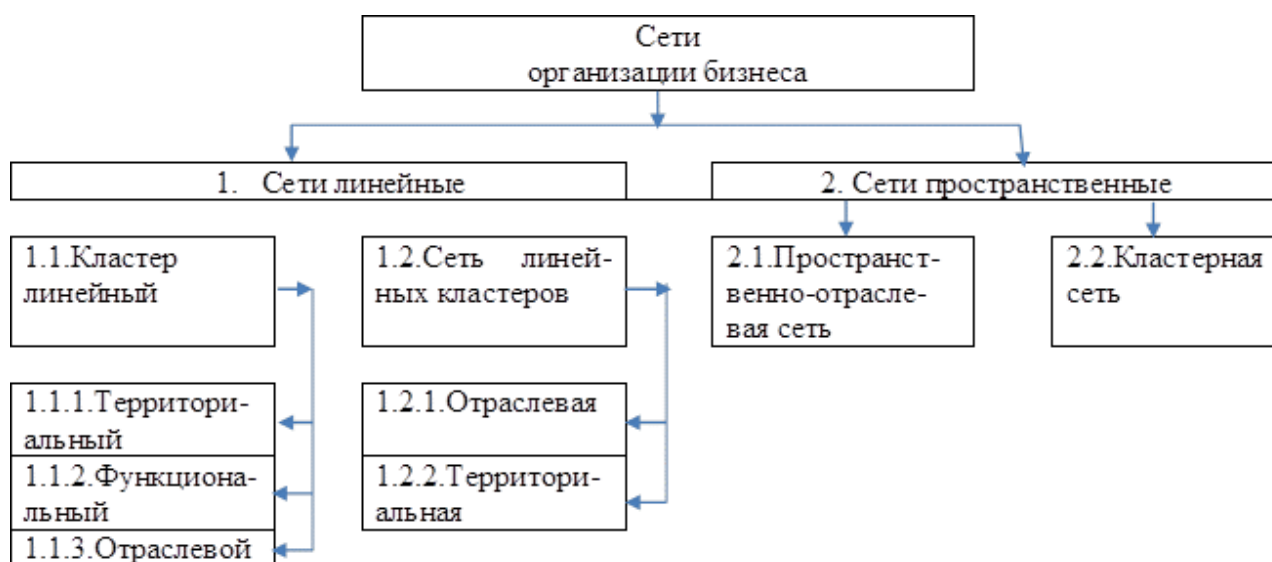 Сети
организации бизнеса
1. Сети линейные
2. Сети пространственные
1.1.Кластер
линейный
1.2.Сеть линей-
ных кластеров
2.1.Пространст-
венно-отрасле-
вая сеть
2.2.Кластерная
сеть
1.1.1.Территори-
альный
1.1.2.Функциона-
льный
1.1.3.Отраслевой
1.2.1.Отраслевая
1.2.2.Территори-
альная